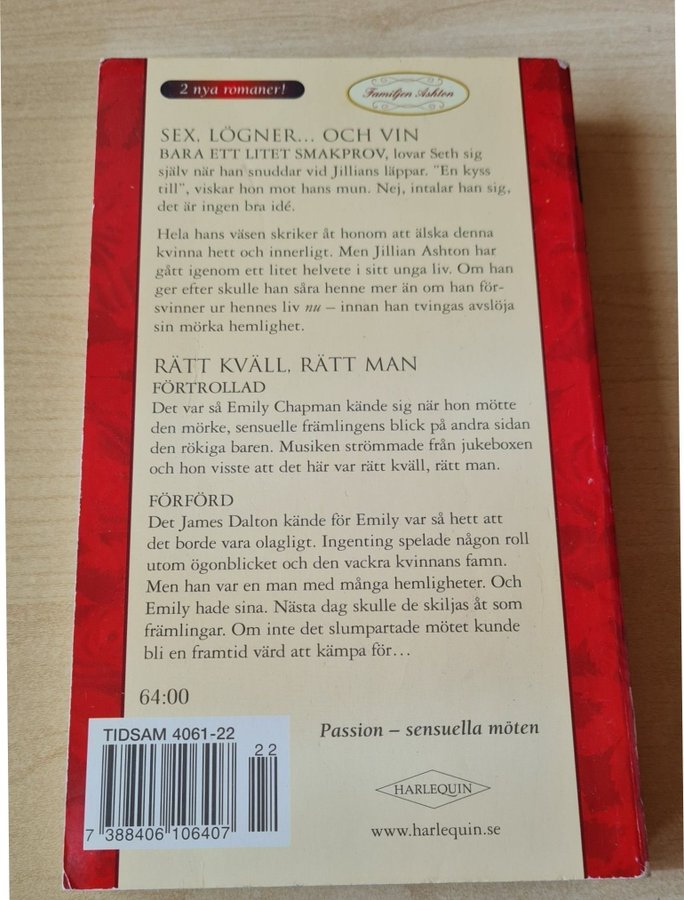 2 nya romaner!
Familjen Ashton
SEX, LÖGNER... OCH VIN
BARA ETT LITET SMAKPROV, lovar Seth sig
själv när han snuddar vid Jillians läppar. "En kyss
till", viskar hon mot hans mun. Nej, intalar han sig,
det är ingen bra idé.
Hela hans väsen skriker åt honom att älska denna
kvinna hett och innerligt. Men Jillian Ashton har
gått igenom ett litet helvete i sitt unga liv. Om han
ger efter skulle han såra henne mer än om han för-
svinner ur hennes liv nu – innan han tvingas avslöja
sin mörka hemlighet.
RÄTT KVÄLL, RÄTT MAN
FÖRTROLLAD
Det var så Emily Chapman kände sig när hon mötte
den mörke, sensuelle främlingens blick på andra sidan
den rökiga baren. Musiken strömmade från jukeboxen
och hon visste att det här var rätt kväll, rätt man.
FÖRFÖRD
Det James Dalton kände för Emily var så hett att
det borde vara olagligt. Ingenting spelade någon roll
utom ögonblicket och den vackra kvinnans famn.
Men han var en man med många hemligheter. Och
Emily hade sina. Nästa dag skulle de skiljas åt som
främlingar. Om inte det slumpartade mötet kunde
bli en framtid värd att kämpa för...
64:00
Passion – sensuella möten
TIDSAM 4061-22
22
7 388406 106407
HARLEQUIN
www.harlequin.se